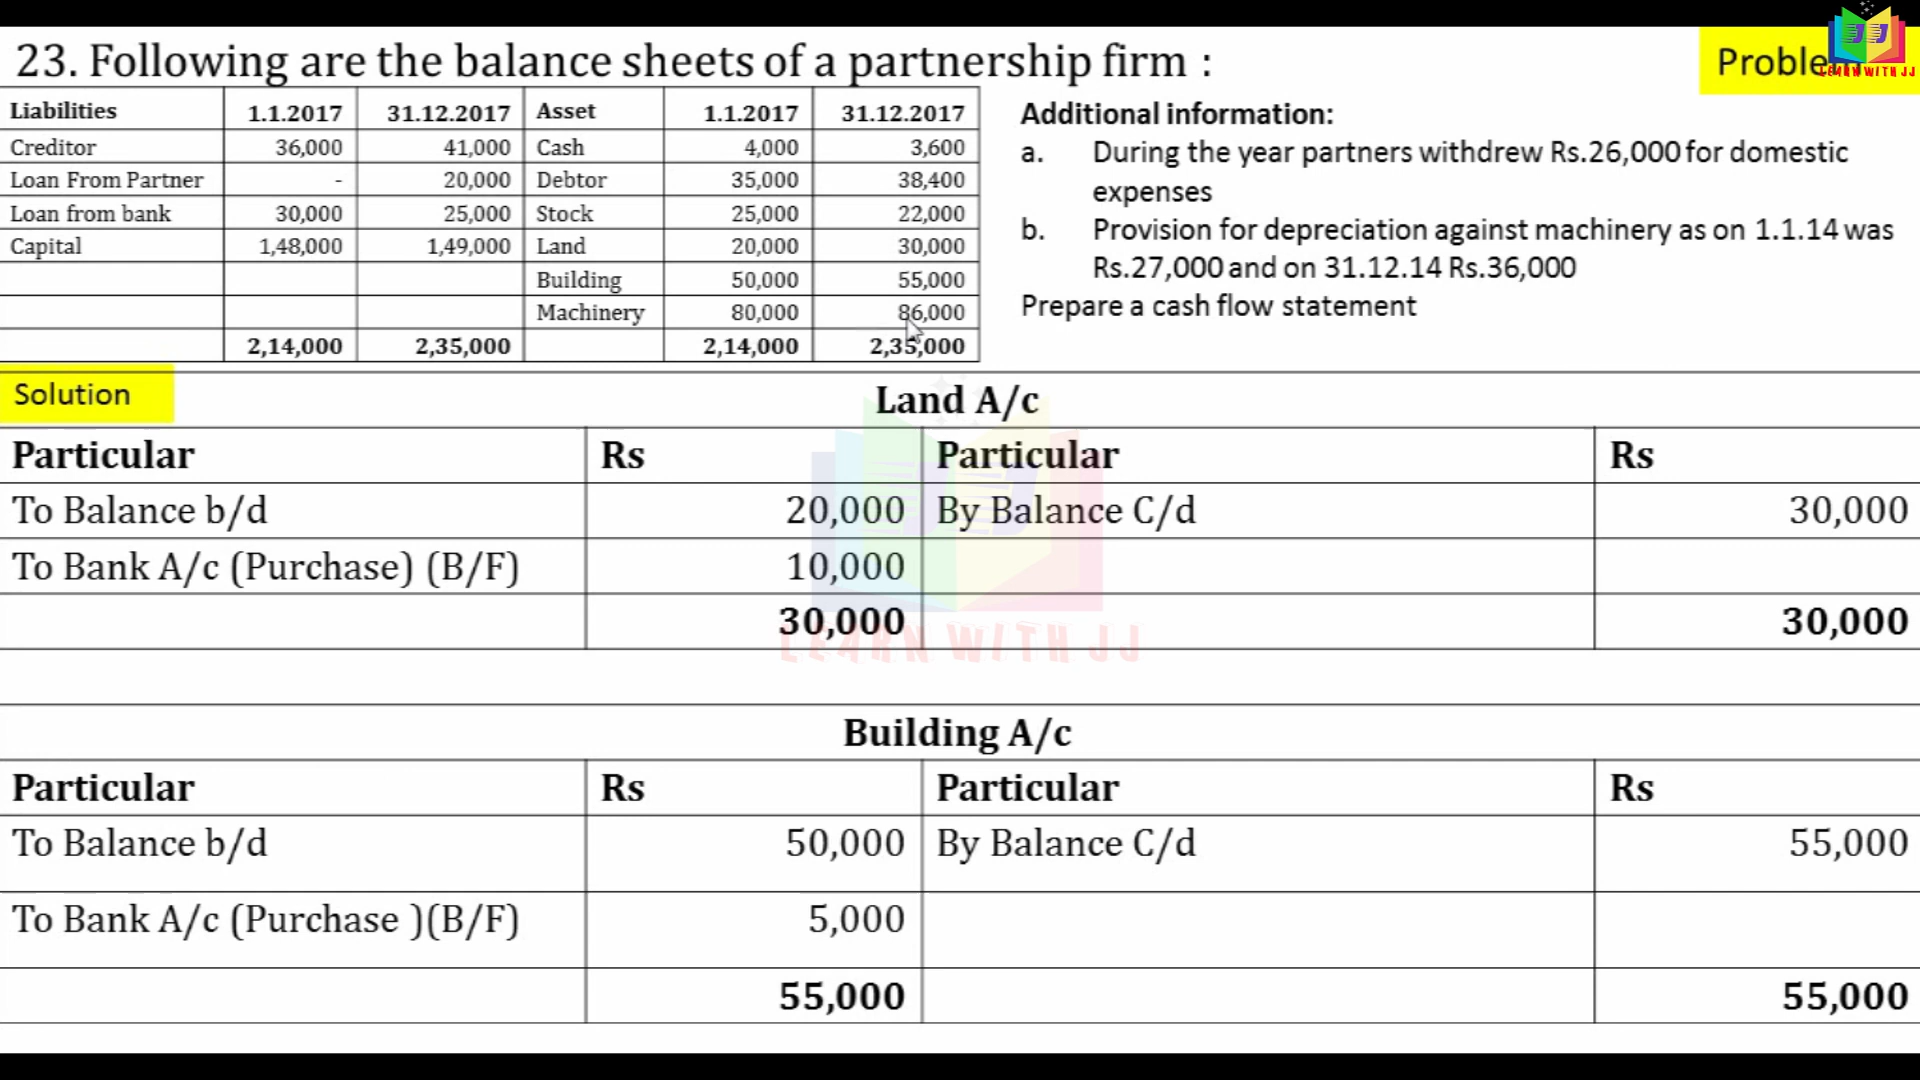 23. Following are the balance sheets of a partnership firm :
Liabilities 1.1.2017 31.12.2017 Asset 1.1.2017 31.12.2017
Creditor 36,000 41,000 Cash 4,000 3,600
Loan From Partner - 20,000 Debtor 35,000 38,400
Loan from bank 30,000 25,000 Stock 25,000 22,000
Capital 1,48,000 1,49,000 Land 20,000 30,000
Building 50,000 55,000
Machinery 80,000 86,000
2,14,000 2,35,000 2,14,000 2,35,000
Problem
LEARN WITH JJ
Additional information:
a. During the year partners withdrew Rs.26,000 for domestic
expenses
b. Provision for depreciation against machinery as on 1.1.14 was
Rs.27,000 and on 31.12.14 Rs.36,000
Prepare a cash flow statement
Solution
Land A/c
Particular Rs Particular Rs
To Balance b/d 20,000 By Balance C/d 30,000
To Bank A/c (Purchase) (B/F) 10,000
30,000 30,000
LEARN WITH JJ
Building A/c
Particular Rs Particular Rs
To Balance b/d 50,000 By Balance C/d 55,000
To Bank A/c (Purchase )(B/F) 5,000
55,000 55,000